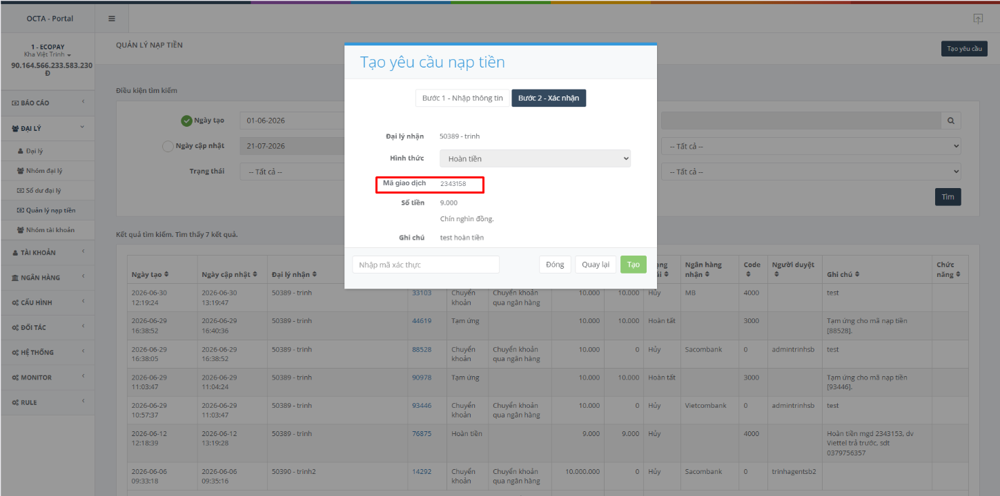 OCTA - Portal
1 - ECOPAY
Kha Việt Trinh
90.164.566.233.583.230
Đ
BÁO CÁO
ĐẠI LÝ
Đại lý
Nhóm đại lý
Số dư đại lý
Quản lý nạp tiền
Nhóm tài khoản
TÀI KHOẢN
NGÂN HÀNG
CẤU HÌNH
ĐỐI TÁC
HỆ THỐNG
MONITOR
RULE
QUẢN LÝ NẠP TIỀN
Tạo yêu cầu
Điều kiện tìm kiếm
Ngày tạo
01-06-2026
Ngày cập nhật
21-07-2026
-- Tất cả --
Trạng thái
-- Tất cả --
-- Tất cả --
Tìm
Tạo yêu cầu nạp tiền
Bước 1 - Nhập thông tin
Bước 2 - Xác nhận
Đại lý nhận 50389 - trinh
Hình thức Hoàn tiền
Mã giao dịch 2343158
Số tiền 9.000
Chín nghìn đồng.
Ghi chú test hoàn tiền
Nhập mã xác thực
Đóng
Quay lại
Tạo
Kết quả tìm kiếm. Tìm thấy 7 kết quả.
Ngày tạo Ngày cập nhật Đại lý nhận Ngân hàng nhận Code Người duyệt Ghi chú Chức năng
2026-06-30 12:19:24 2026-06-30 13:19:47 50389 - trinh 33103 Chuyển khoản Chuyển khoản qua ngân hàng 10.000 10.000 Hủy MB 4000 test
2026-06-29 16:38:52 2026-06-29 16:40:36 50389 - trinh 44619 Tạm ứng 10.000 10.000 Hoàn tất 3000 Tạm ứng cho mã nạp tiền [88528].
2026-06-29 16:38:05 2026-06-29 16:38:52 50389 - trinh 88528 Chuyển khoản Chuyển khoản qua ngân hàng 10.000 0 Hủy Sacombank 0 admintrinhsb test
2026-06-29 11:03:47 2026-06-29 11:04:24 50389 - trinh 90978 Tạm ứng 10.000 10.000 Hoàn tất 3000 Tạm ứng cho mã nạp tiền [93446].
2026-06-29 10:57:37 2026-06-29 11:03:47 50389 - trinh 93446 Chuyển khoản Chuyển khoản qua ngân hàng 10.000 0 Hủy Vietcombank 0 admintrinhsb test
2026-06-12 12:18:39 2026-06-12 13:19:28 50389 - trinh 76875 Hoàn tiền 9.000 9.000 Hủy 4000 Hoàn tiền mgd 2343153, dv Viettel trả trước, sdt 0379756357
2026-06-06 09:33:18 2026-06-06 09:35:16 50390 - trinh2 14292 Chuyển khoản Chuyển khoản qua ngân hàng 10.000.000 0 Hủy Sacombank 0 trinhagentsb2